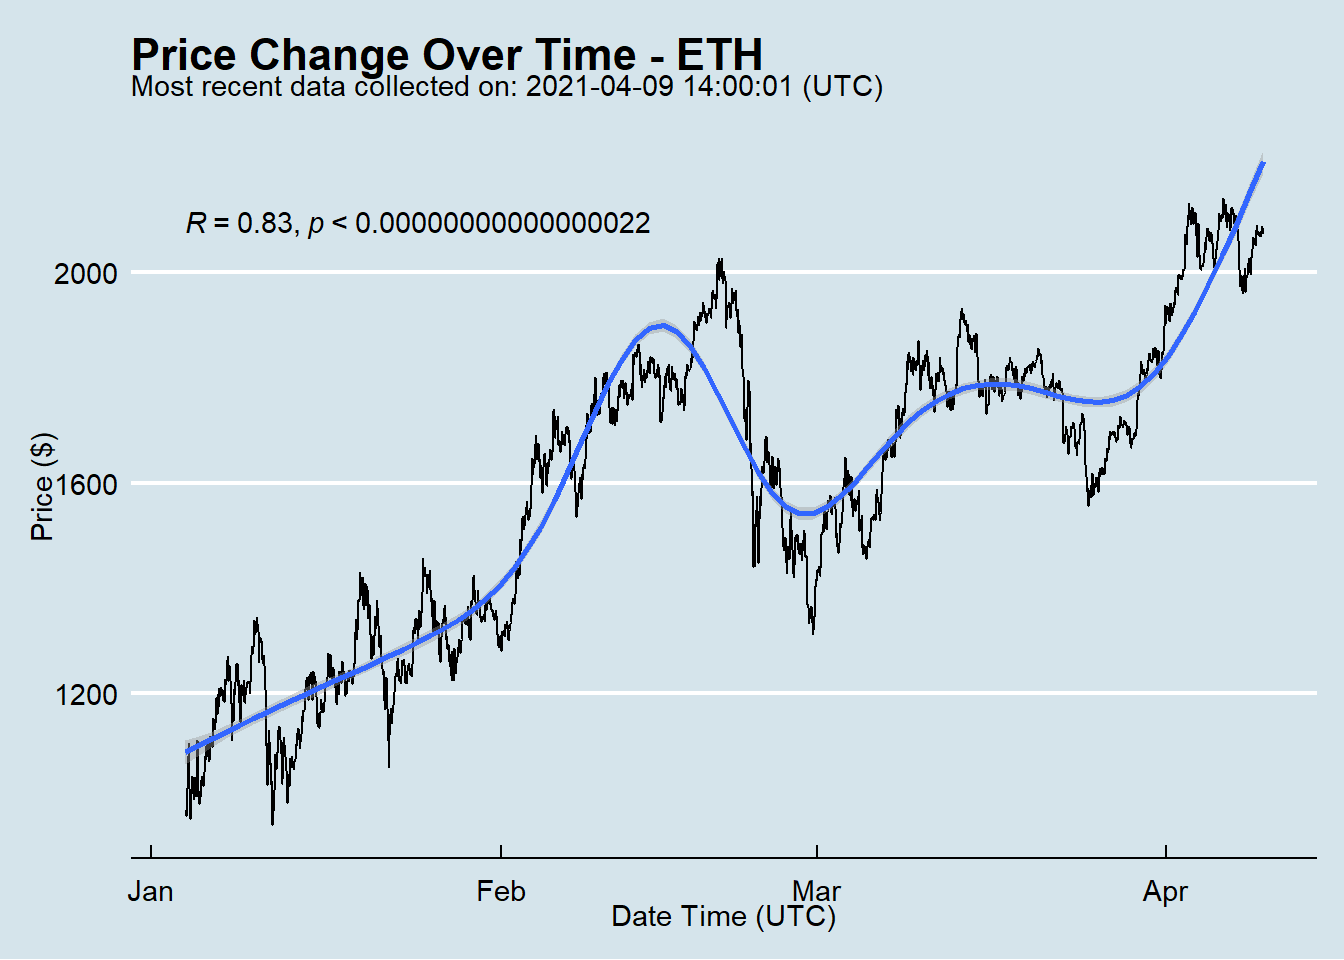 Price Change Over Time - ETH
Most recent data collected on: 2021-04-09 14:00:01 (UTC)
R = 0.83, p < 0.00000000000000022
2000
1600
1200
Price ($)
Jan Feb Mar Apr
Date Time (UTC)